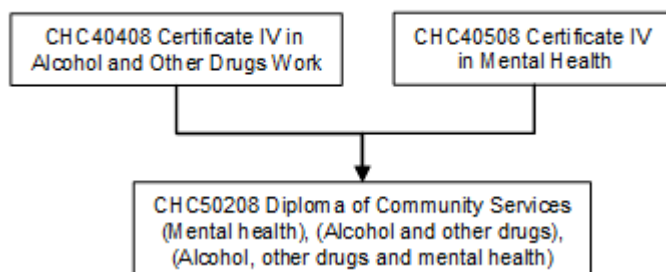 CHC40408 Certificate IV in
Alcohol and Other Drugs Work
CHC40508 Certificate IV
in Mental Health
CHC50208 Diploma of Community Services
(Mental health), (Alcohol and other drugs),
(Alcohol, other drugs and mental health)